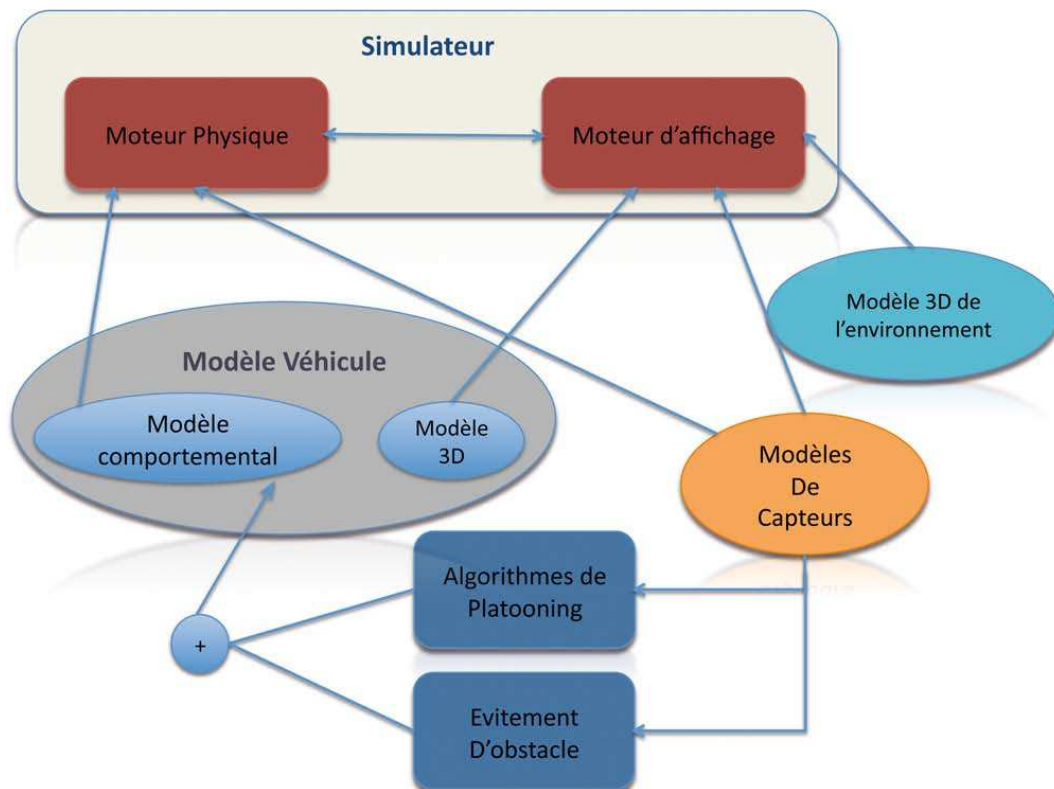 Simulateur
Moteur Physique
Moteur d'affichage
Modèle 3D de
l'environnement
Modèle Véhicule
Modèle
comportemental
Modèle
3D
Modèles
De
Capteurs
Algorithmes de
Platooning
+
Evitement
D'obstacle